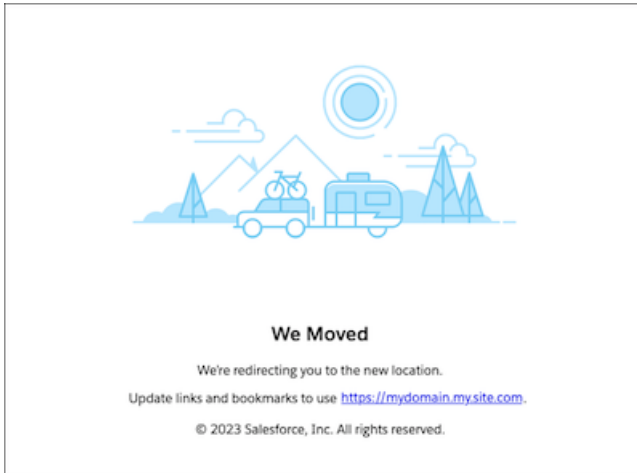 We Moved
We're redirecting you to the new location.
Update links and bookmarks to use https://mydomain.my.site.com.
© 2023 Salesforce, Inc. All rights reserved.